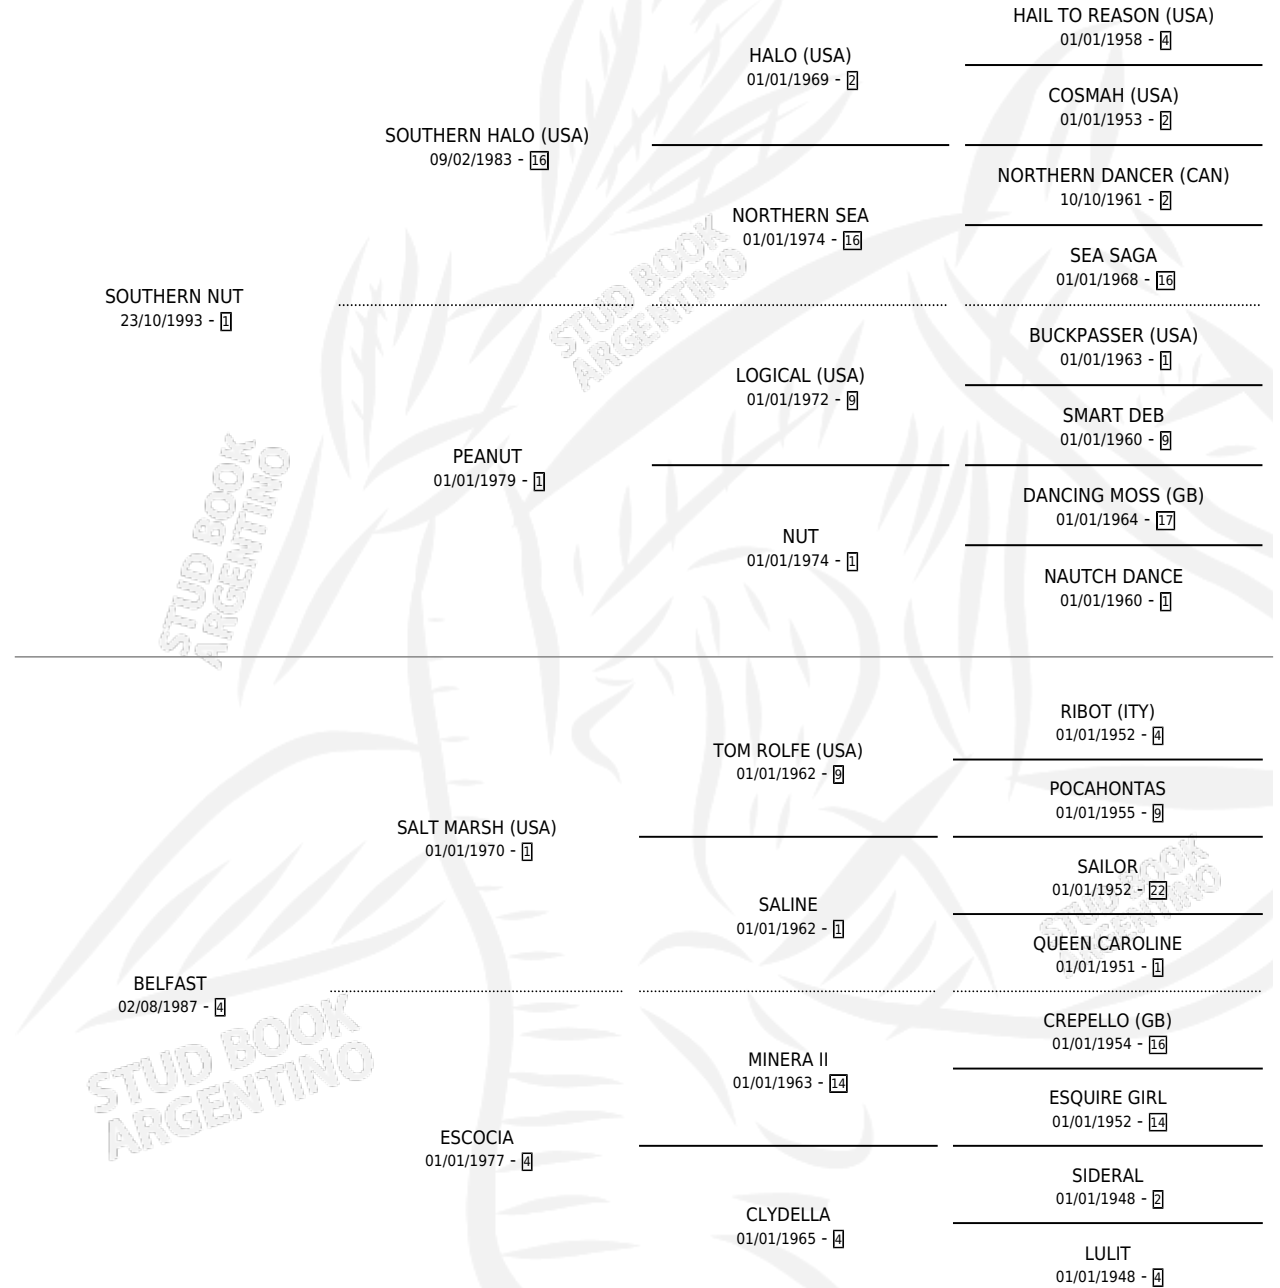 HAIL TO REASON (USA)
01/01/1958 - 4
HALO (USA)
01/01/1969 - 2
COSMAH (USA)
01/01/1953 - 2
SOUTHERN HALO (USA)
09/02/1983 - 16
NORTHERN DANCER (CAN)
10/10/1961 - 2
NORTHERN SEA
01/01/1974 - 16
SEA SAGA
01/01/1968 - 16
SOUTHERN NUT
23/10/1993 - 1
BUCKPASSER (USA)
01/01/1963 - 1
LOGICAL (USA)
01/01/1972 - 9
SMART DEB
01/01/1960 - 9
PEANUT
01/01/1979 - 1
DANCING MOSS (GB)
01/01/1964 - 17
NUT
01/01/1974 - 1
NAUTCH DANCE
01/01/1960 - 1
RIBOT (ITY)
01/01/1952 - 4
TOM ROLFE (USA)
01/01/1962 - 9
POCAHONTAS
01/01/1955 - 9
SALT MARSH (USA)
01/01/1970 - 1
SAILOR
01/01/1952 - 22
SALINE
01/01/1962 - 1
QUEEN CAROLINE
01/01/1951 - 1
BELFAST
02/08/1987 - 4
CREPELLO (GB)
01/01/1954 - 16
MINERA II
01/01/1963 - 14
ESQUIRE GIRL
01/01/1952 - 14
ESCOCIA
01/01/1977 - 4
SIDERAL
01/01/1948 - 2
CLYDELLA
01/01/1965 - 4
LULIT
01/01/1948 - 4
STUD BOOK
ARGENTINO
STUD BOOK
ARGENTINO
STUD BOOK
ARGENTINO
STUD BOOK
ARGENTINO